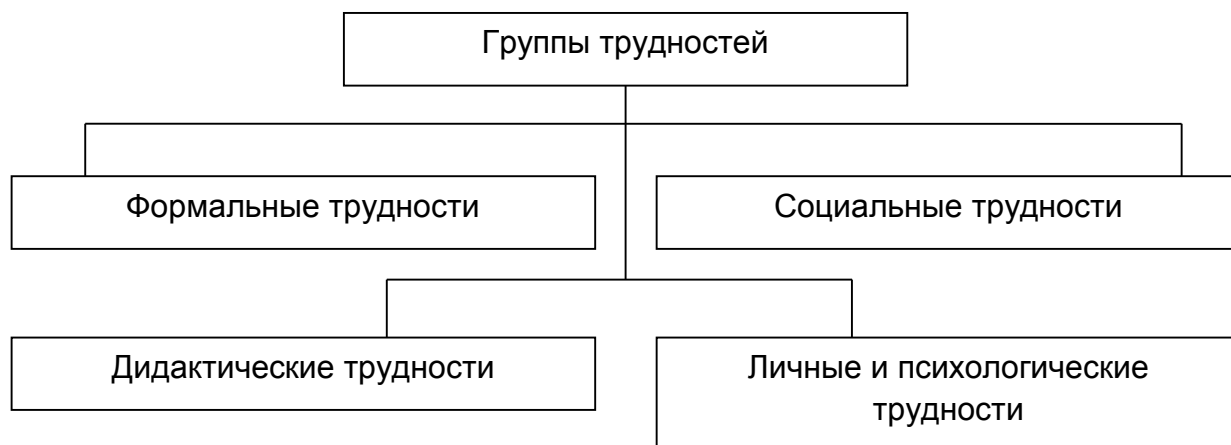 Группы трудностей
Формальные трудности
Социальные трудности
Дидактические трудности
Личные и психологические
трудности